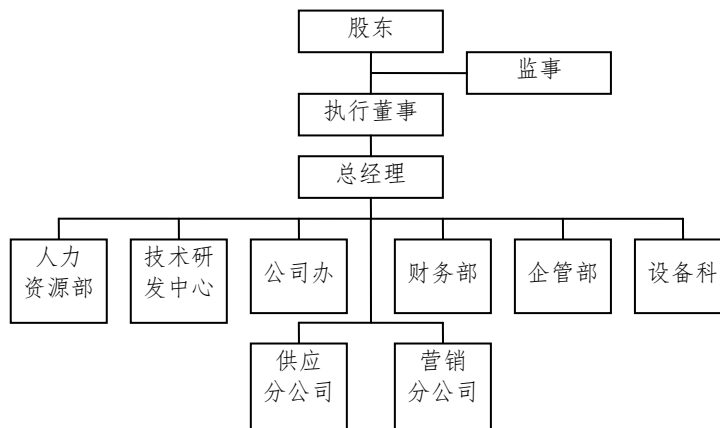 股东
监事
执行董事
总经理
人力
资源部
技术研
发中心
公司办
财务部
企管部
设备科
供应
分公司
营销
分公司